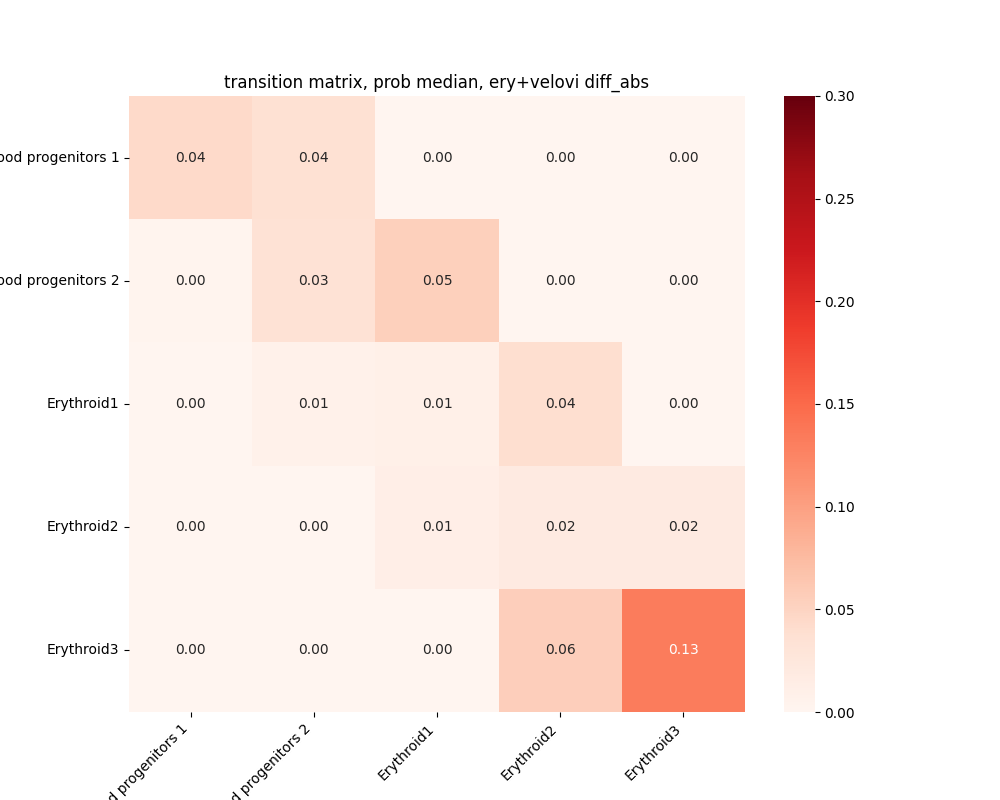 transition matrix, prob median, ery+velovi diff_abs
ood progenitors 1
0.04 0.04 0.00 0.00 0.00
ood progenitors 2
0.00 0.03 0.05 0.00 0.00
Erythroid1
0.00 0.01 0.01 0.04 0.00
Erythroid2
0.00 0.00 0.01 0.02 0.02
Erythroid3
0.00 0.00 0.00 0.06 0.13
d progenitors 1
d progenitors 2
Erythroid1
Erythroid2
Erythroid3
0.30
0.25
0.20
0.15
0.10
0.05
0.00